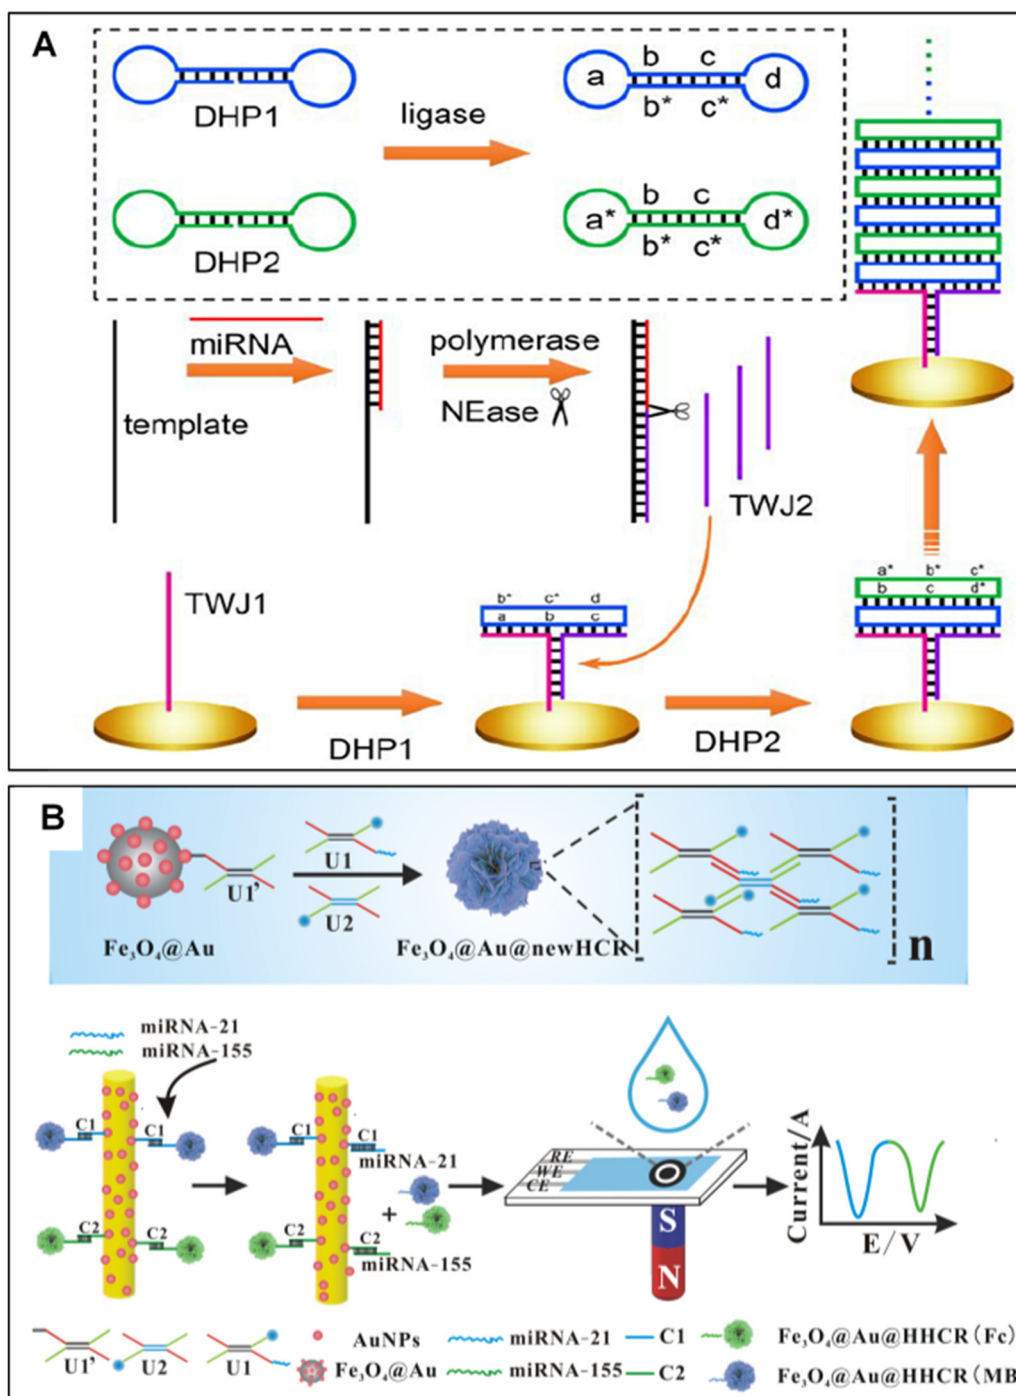 A
b c
a d
DHP1 ligase b* c*
b c
a* d*
DHP2 b* c*
miRNA polymerase
template NEase
TWJ2
a* b* c*
b c d*
TWJ1
b* c* d
a b c
DHP1 DHP2
B
U1
U1'
U2
Fe₃O₄@Au Fe₃O₄@Au@newHCR n
miRNA-21
miRNA-155
C1 C1 C1 C1
miRNA-21
+
C2 C2 C2 C2
miRNA-155
RE
WE
CE
S
N
Current/A
E/V
AuNPs miRNA-21 C1 Fe₃O₄@Au@HHCR(Fc)
U1' U2 U1 Fe₃O₄@Au miRNA-155 C2 Fe₃O₄@Au@HHCR(MB